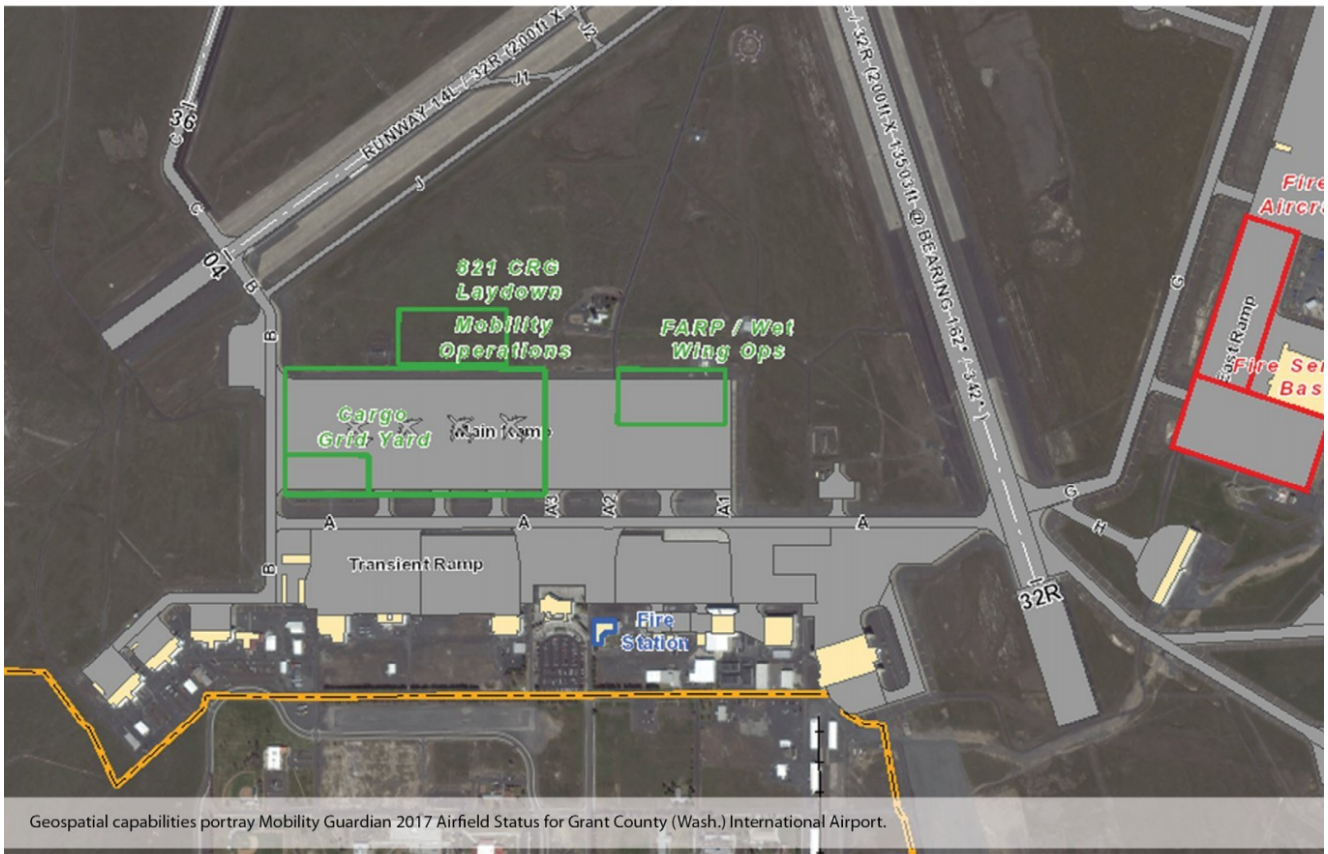 36
C
C
04
B
B
B
RUNWAY 14L / 32R (200ft X
J2
J1
J
/ 32R (200ft X 13503ft @ BEARING 162° / 342° )
G
Fire
Aircra
821 CRG
Laydown
Mobility
Operations
FARP / Wet
Wing Ops
East Ramp
Fire Ser
Bas
Cargo
Grid Yard
Main Ramp
A
A
A3
A2
A1
A
G
H
Transient Ramp
32R
Fire
Station
Geospatial capabilities portray Mobility Guardian 2017 Airfield Status for Grant County (Wash.) International Airport.